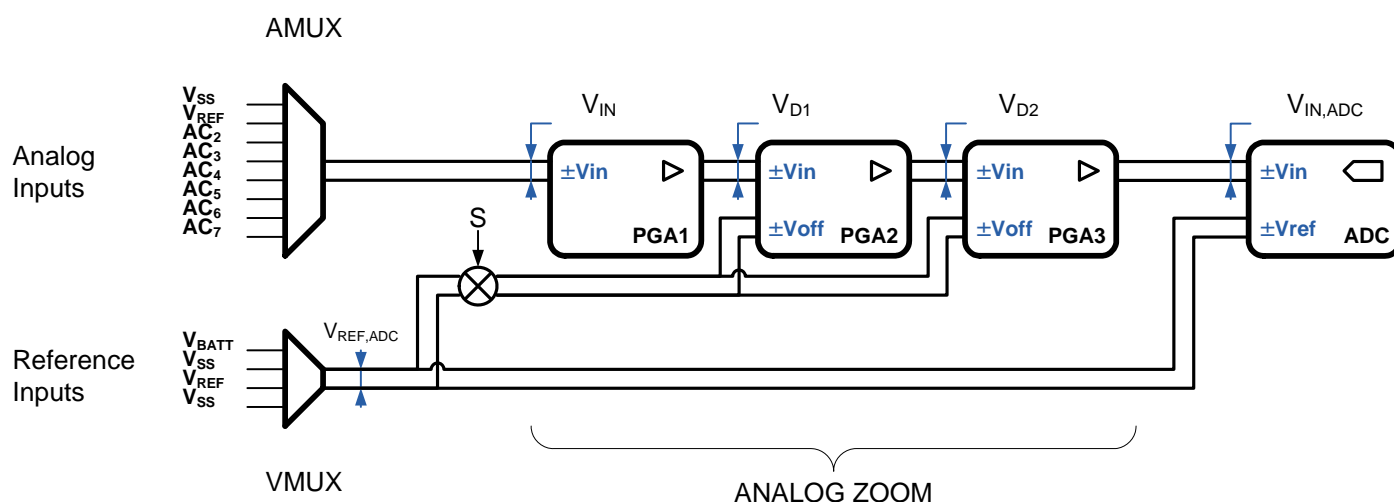 AMUX
Analog
Inputs
VSS
VREF
AC2
AC3
AC4
AC5
AC6
AC7
VIN
VD1
VD2
VIN,ADC
±Vin
PGA1
±Vin
±Voff
PGA2
±Vin
±Voff
PGA3
±Vin
±Vref
ADC
S
Reference
Inputs
VBATT
VSS
VREF
VSS
VREF,ADC
VMUX
ANALOG ZOOM